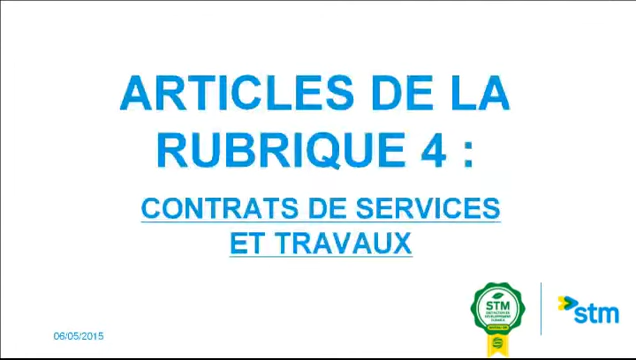 ARTICLES DE LA
RUBRIQUE 4 :
CONTRATS DE SERVICES
ET TRAVAUX
STM
stm
06/05/2015